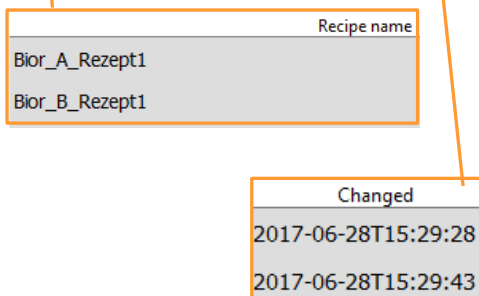 Recipe name
Bior_A_Rezept1
Bior_B_Rezept1
Changed
2017-06-28T15:29:28
2017-06-28T15:29:43